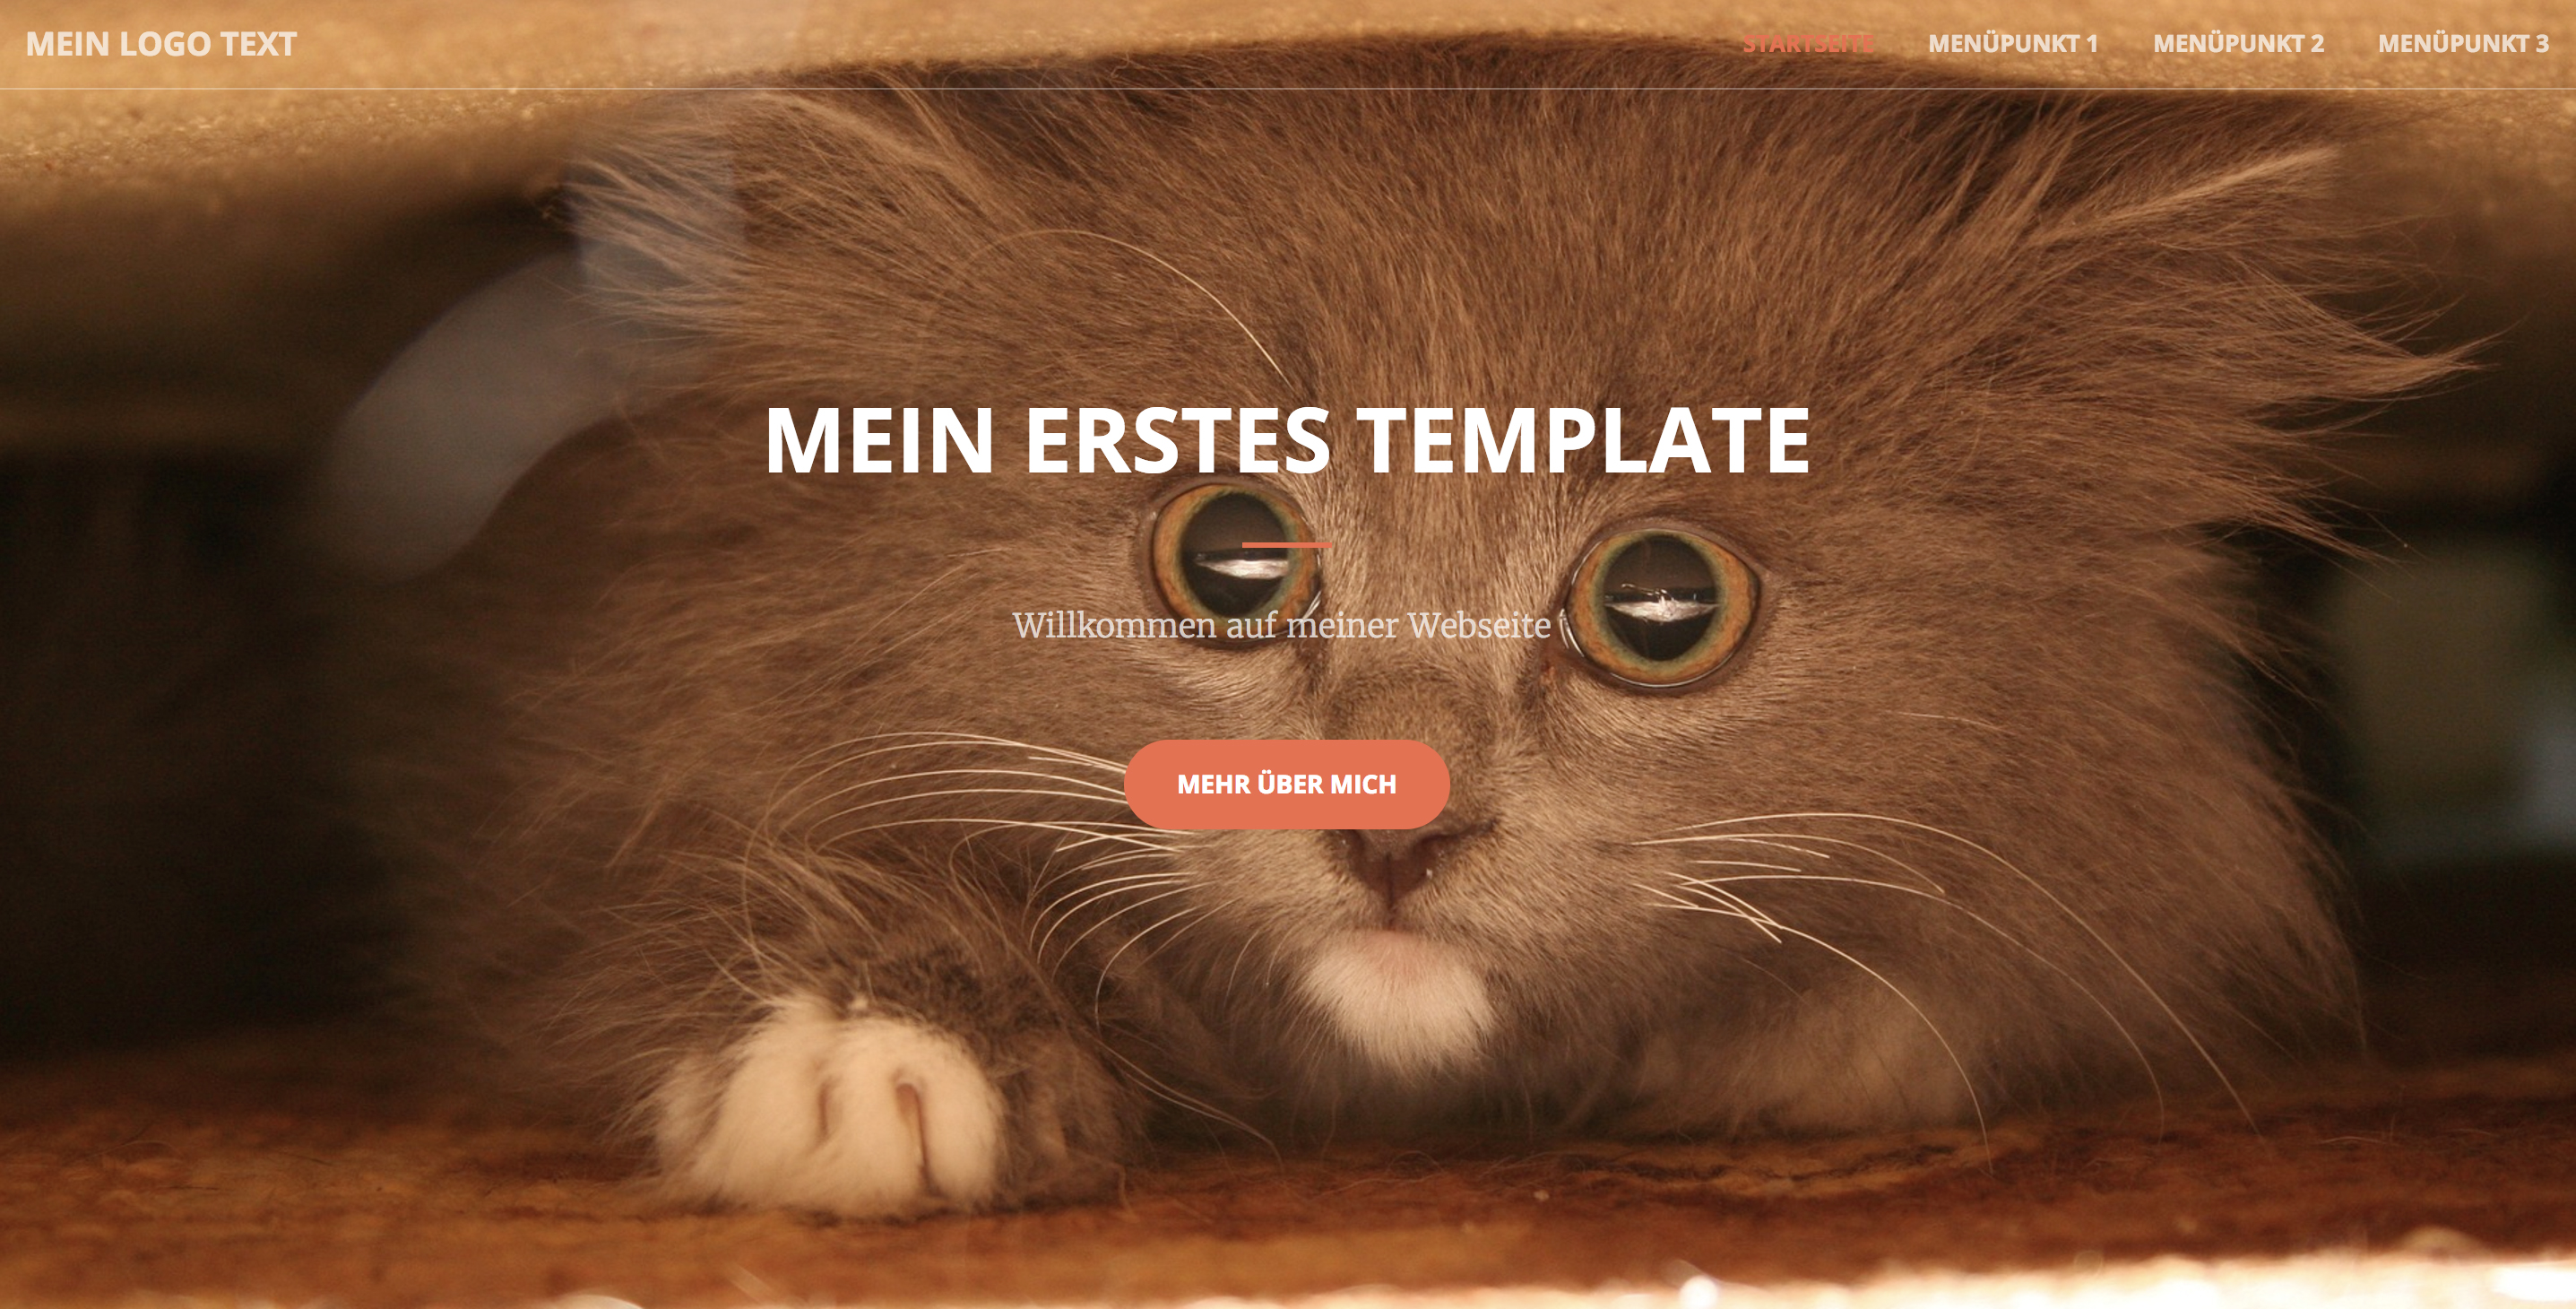 MEIN LOGO TEXT
STARTSEITE MENÜPUNKT 1 MENÜPUNKT 2 MENÜPUNKT 3
MEIN ERSTES TEMPLATE
Willkommen auf meiner Webseite
MEHR ÜBER MICH